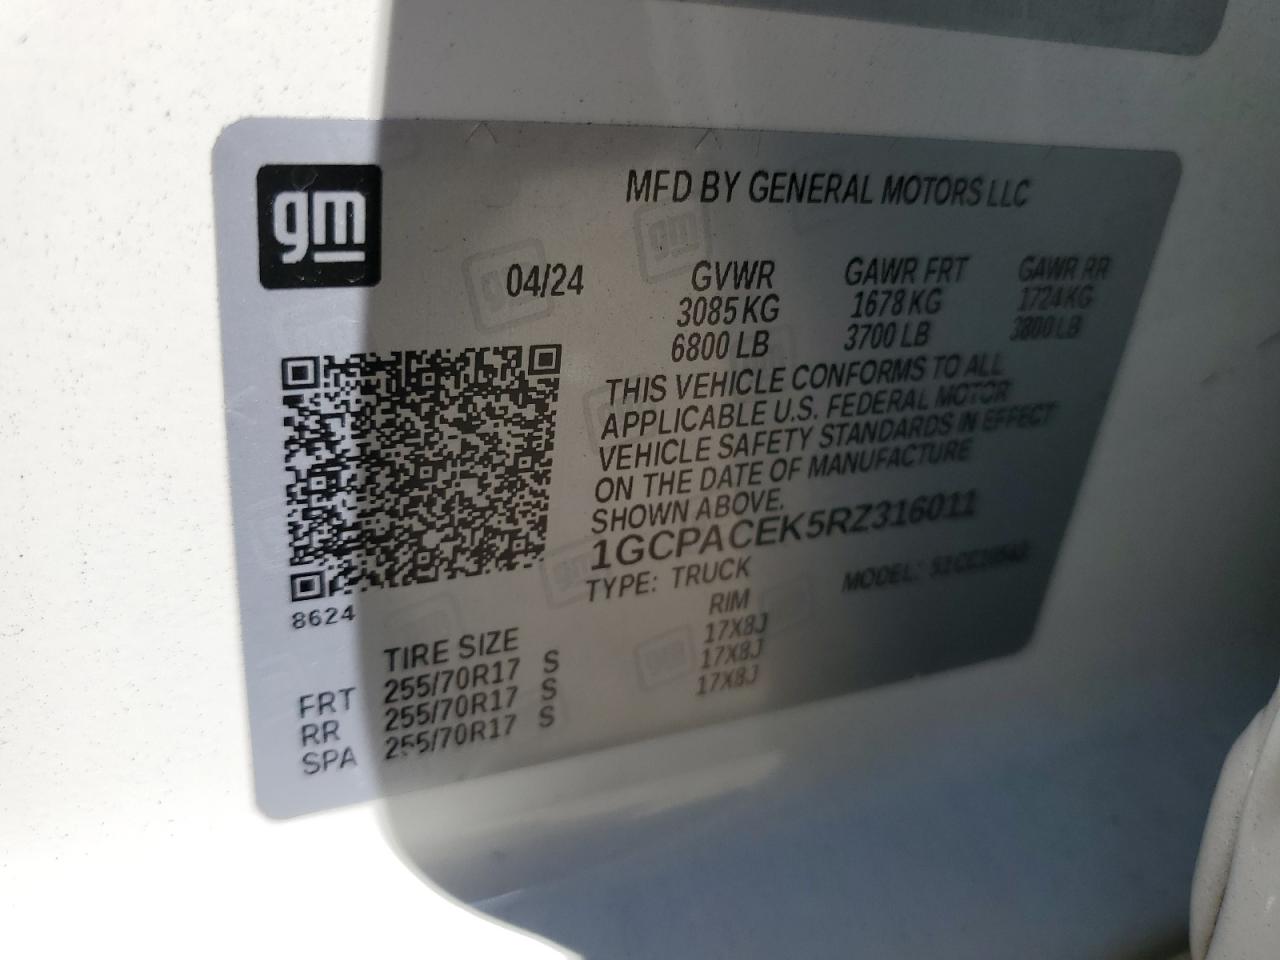 gm
MFD BY GENERAL MOTORS LLC
04/24 GVWR GAWR FRT GAWR RR
3085 KG 1678 KG 1724 KG
6800 LB 3700 LB 3800 LB
THIS VEHICLE CONFORMS TO ALL
APPLICABLE U.S. FEDERAL MOTOR
VEHICLE SAFETY STANDARDS IN EFFECT
ON THE DATE OF MANUFACTURE
SHOWN ABOVE.
1GCPACEK5RZ316011
TYPE: TRUCK MODEL:
8624
TIRE SIZE RIM
FRT 255/70R17 S 17X8J
RR 255/70R17 S 17X8J
SPA 255/70R17 S 17X8J